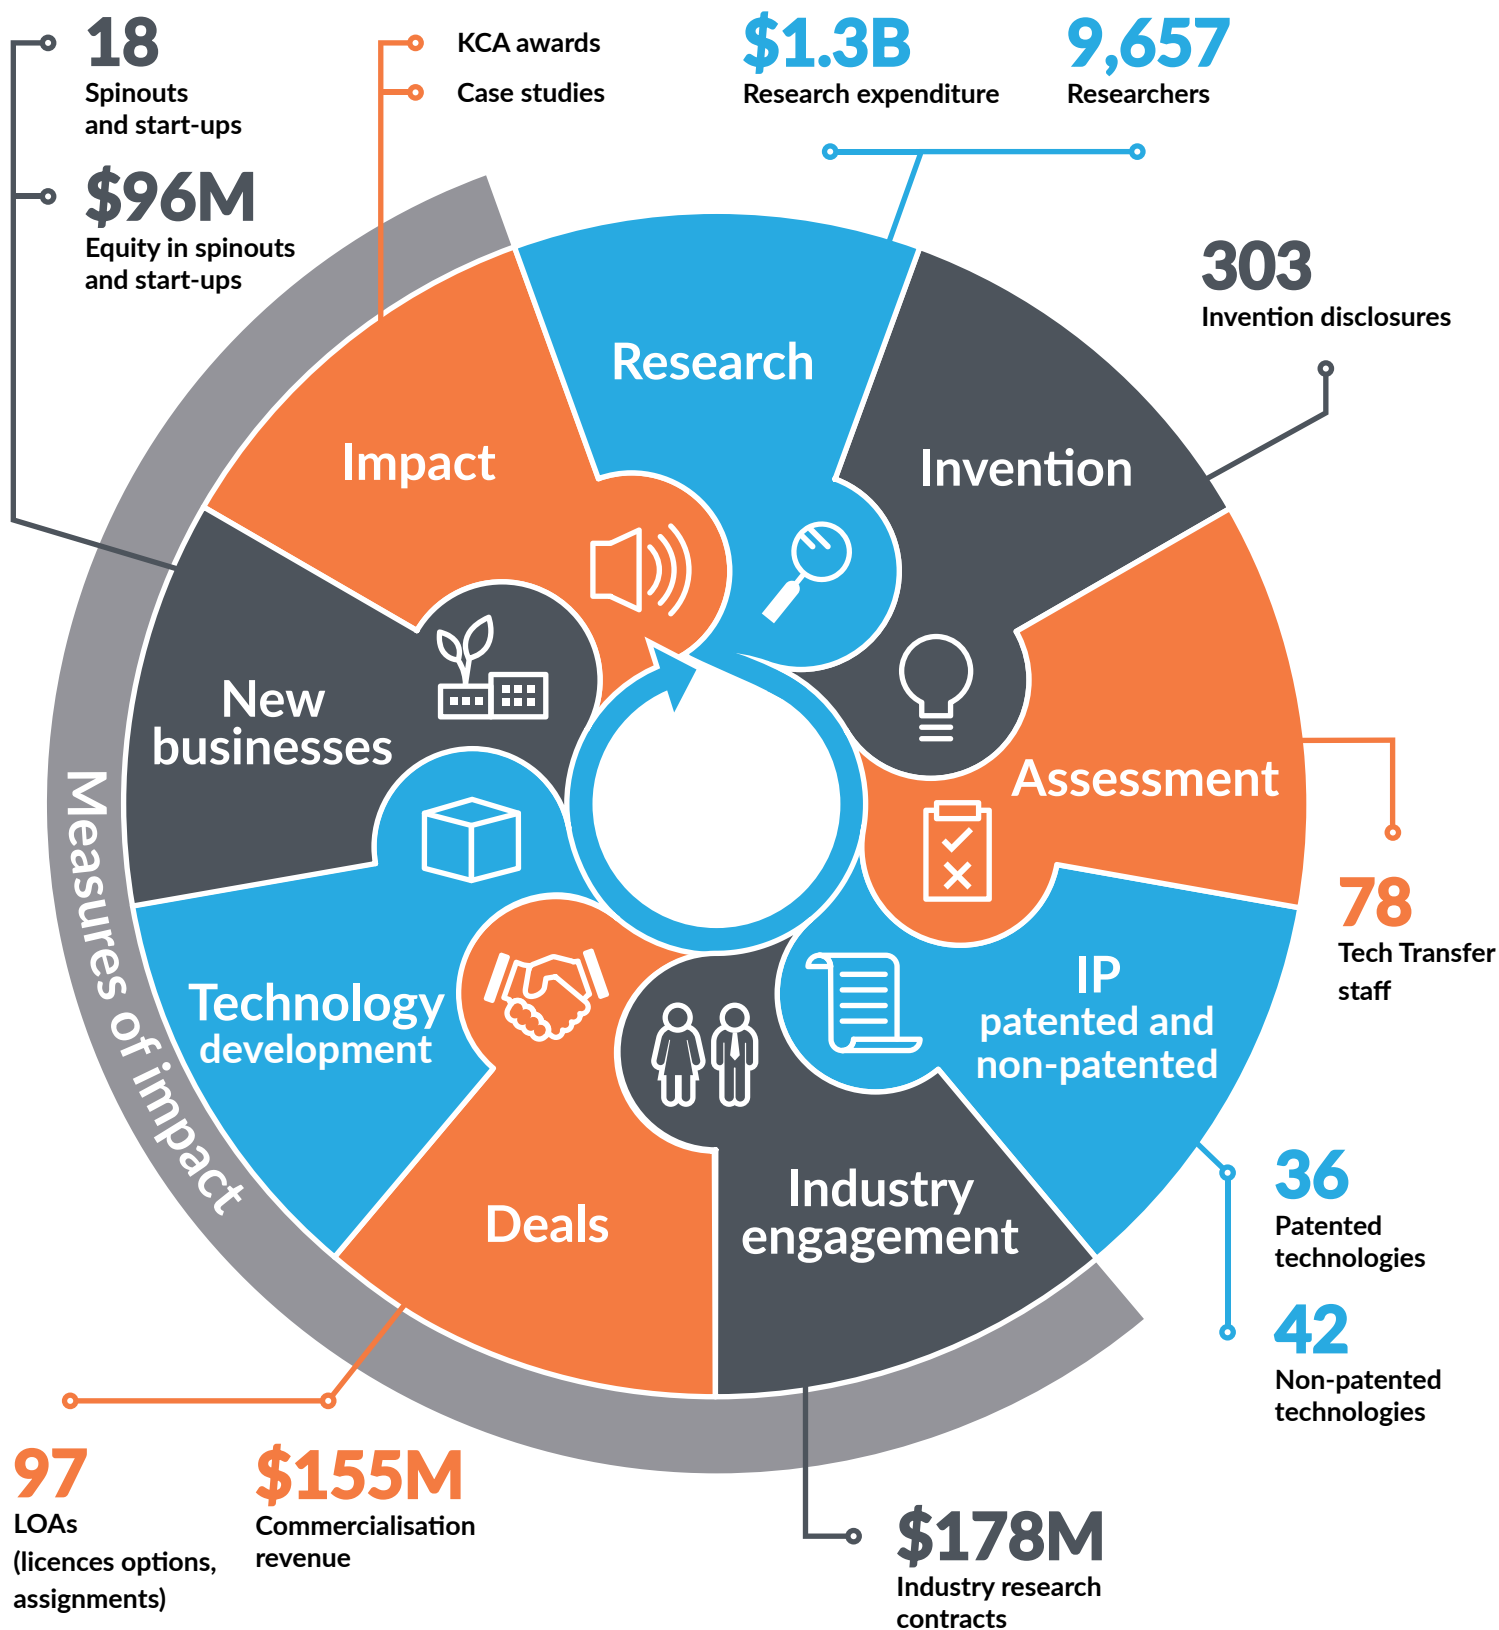 18
Spinouts
and start-ups
$96M
Equity in spinouts
and start-ups
KCA awards
Case studies
$1.3B
Research expenditure
9,657
Researchers
303
Invention disclosures
Research
Invention
Impact
Assessment
New
businesses
78
Tech Transfer
staff
IP
patented and
non-patented
Technology
development
Measures of impact
Industry
engagement
Deals
36
Patented
technologies
42
Non-patented
technologies
97
LOAs
(licences options,
assignments)
$155M
Commercialisation
revenue
$178M
Industry research
contracts